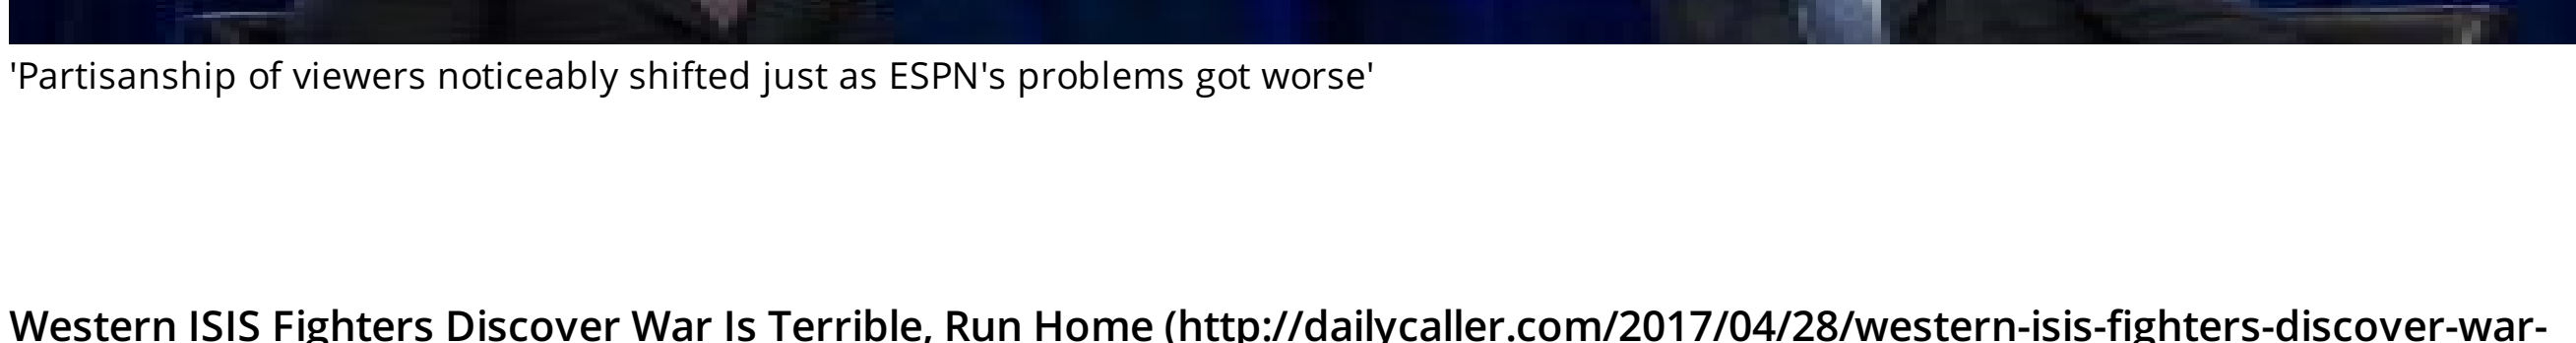 'Partisanship of viewers noticeably shifted just as ESPN's problems got worse'
Western ISIS Fighters Discover War Is Terrible, Run Home (http://dailycaller.com/2017/04/28/western-isis-fighters-discover-war-